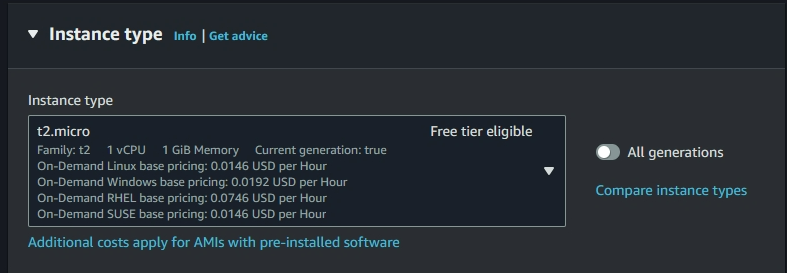 Instance type Info | Get advice
Instance type
t2.micro Free tier eligible
Family: t2 1 vCPU 1 GiB Memory Current generation: true
On-Demand Linux base pricing: 0.0146 USD per Hour
On-Demand Windows base pricing: 0.0192 USD per Hour
On-Demand RHEL base pricing: 0.0746 USD per Hour
On-Demand SUSE base pricing: 0.0146 USD per Hour
All generations
Compare instance types
Additional costs apply for AMIs with pre-installed software